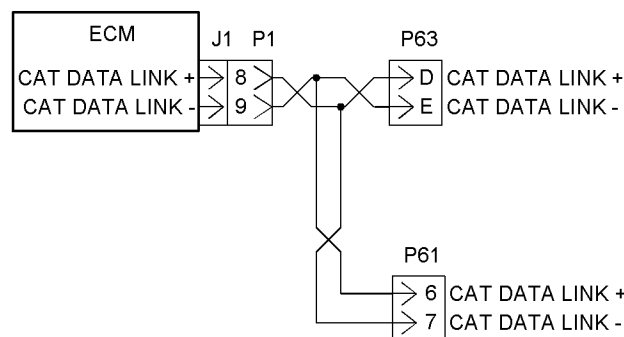 ECM
J1 P1
P63
CAT DATA LINK + 8 D CAT DATA LINK +
CAT DATA LINK - 9 E CAT DATA LINK -
P61
6 CAT DATA LINK +
7 CAT DATA LINK -